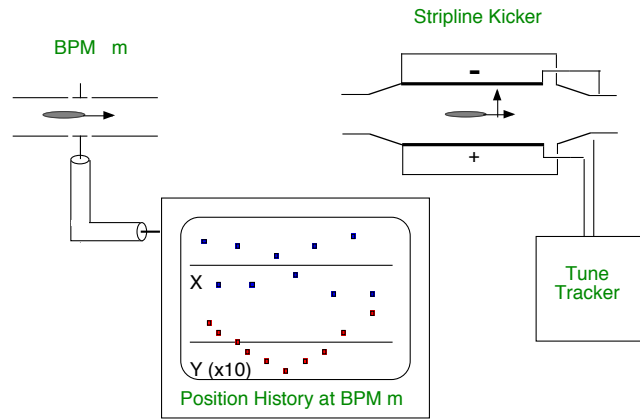 Stripline Kicker
BPM m
-
+
X
Y (x10)
Position History at BPM m
Tune
Tracker